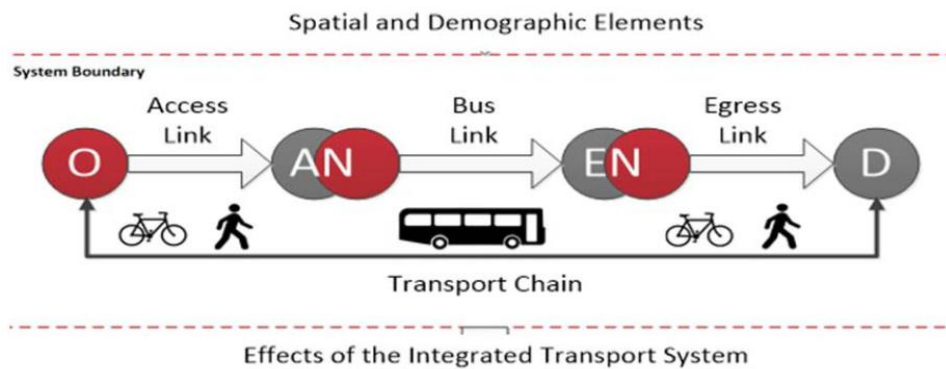 Spatial and Demographic Elements
System Boundary
Access
Link
Bus
Link
Egress
Link
O
AN
EN
D
Transport Chain
Effects of the Integrated Transport System